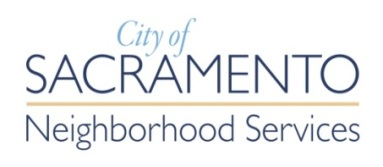 City of
SACRAMENTO
Neighborhood Services